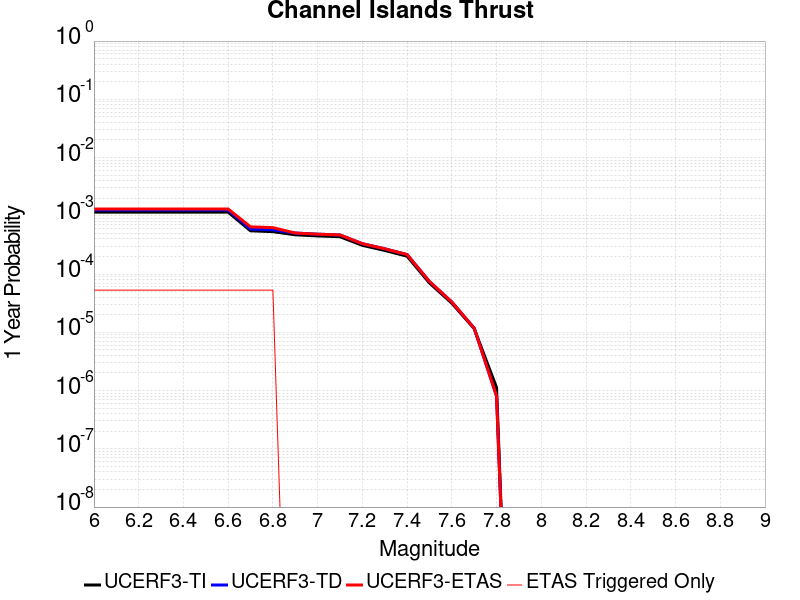 Channel Islands Thrust
10^0
10^-1
10^-2
10^-3
10^-4
10^-5
10^-6
10^-7
10^-8
1 Year Probability
6 6.2 6.4 6.6 6.8 7 7.2 7.4 7.6 7.8 8 8.2 8.4 8.6 8.8 9
Magnitude
UCERF3-TI UCERF3-TD UCERF3-ETAS ETAS Triggered Only